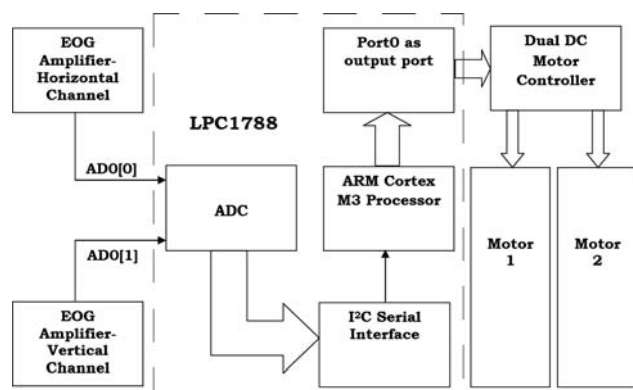 EOG
Amplifier-
Horizontal
Channel
AD0[0]
LPC1788
ADC
AD0[1]
EOG
Amplifier-
Vertical
Channel
Port0 as
output port
ARM Cortex
M3 Processor
I²C Serial
Interface
Dual DC
Motor
Controller
Motor
1
Motor
2